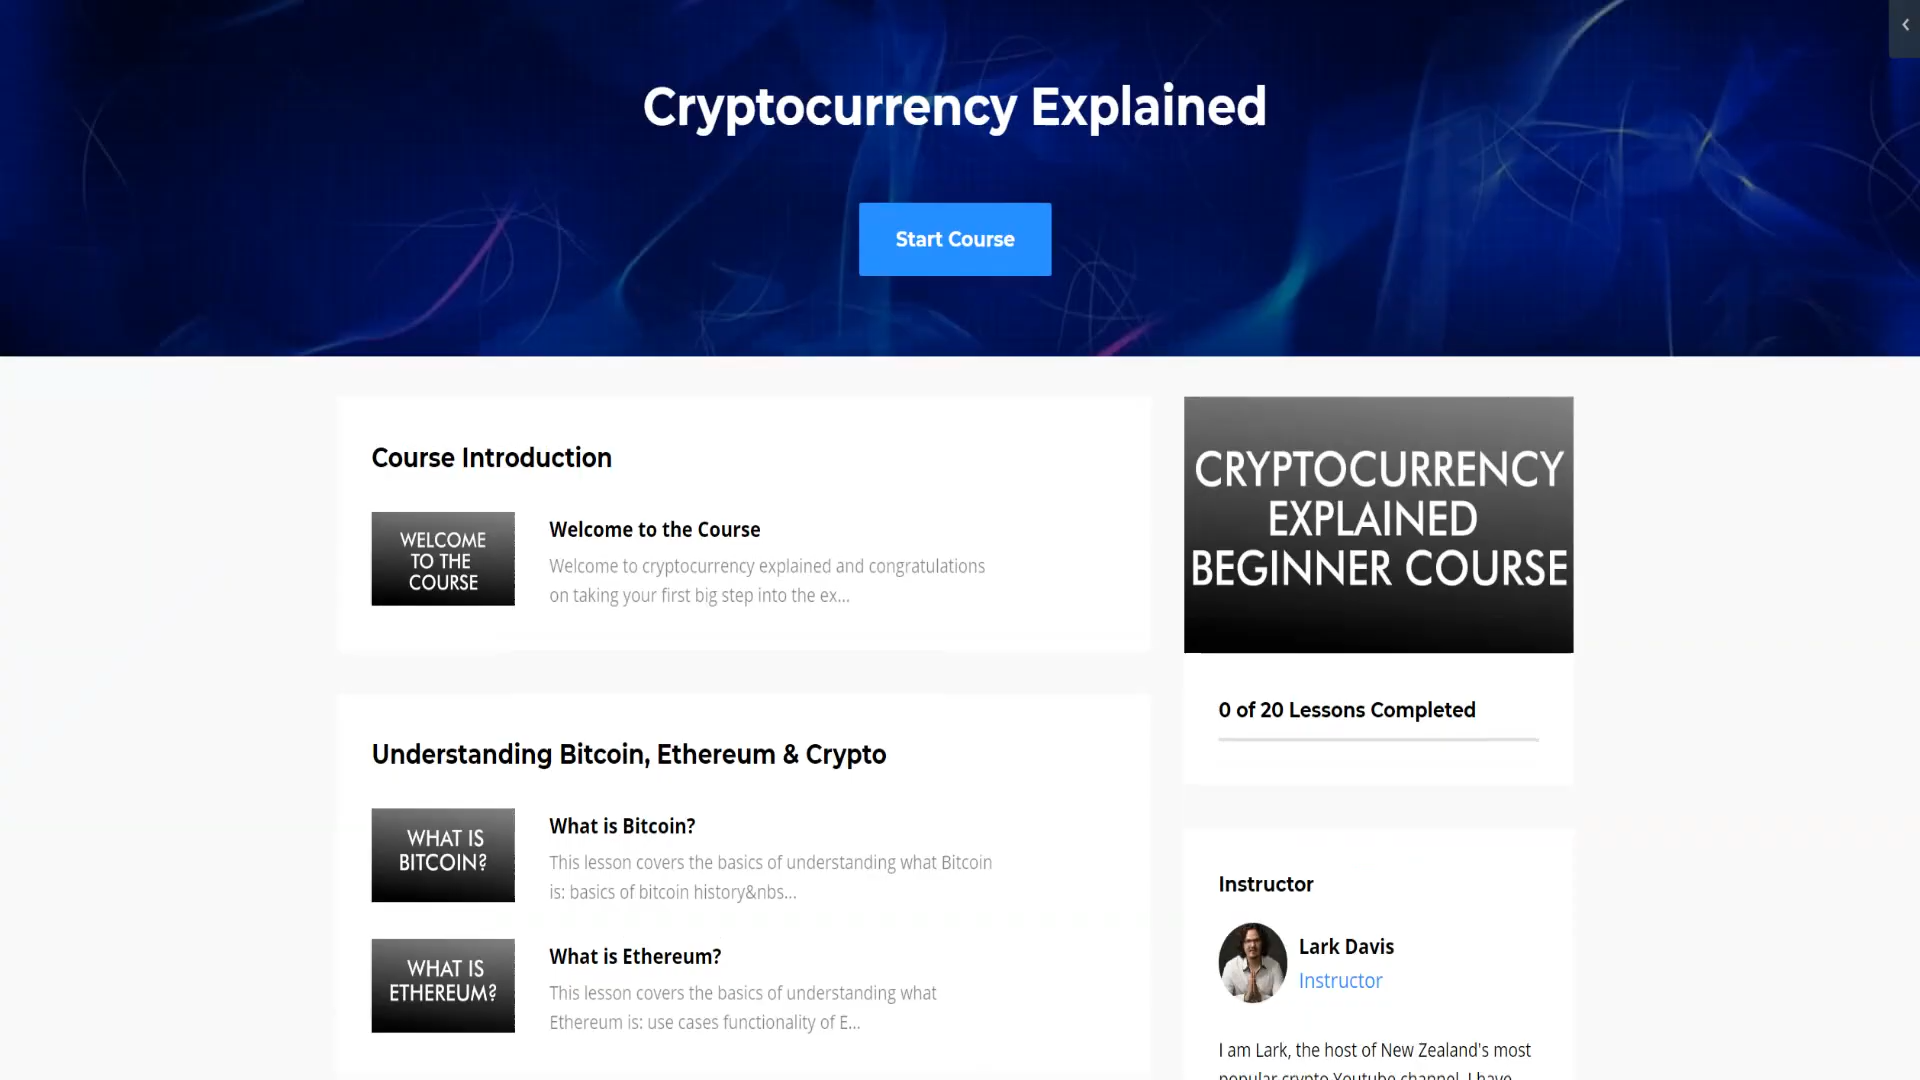 Cryptocurrency Explained
Start Course
Course Introduction
WELCOME
TO THE
COURSE
Welcome to the Course
Welcome to cryptocurrency explained and congratulations
on taking your first big step into the ex...
Understanding Bitcoin, Ethereum & Crypto
WHAT IS
BITCOIN?
What is Bitcoin?
This lesson covers the basics of understanding what Bitcoin
is: basics of bitcoin history&nbs...
WHAT IS
ETHEREUM?
What is Ethereum?
This lesson covers the basics of understanding what
Ethereum is: use cases functionality of E...
CRYPTOCURRENCY
EXPLAINED
BEGINNER COURSE
0 of 20 Lessons Completed
Instructor
Lark Davis
Instructor
I am Lark, the host of New Zealand's most
popular crypto Youtube channel. I have